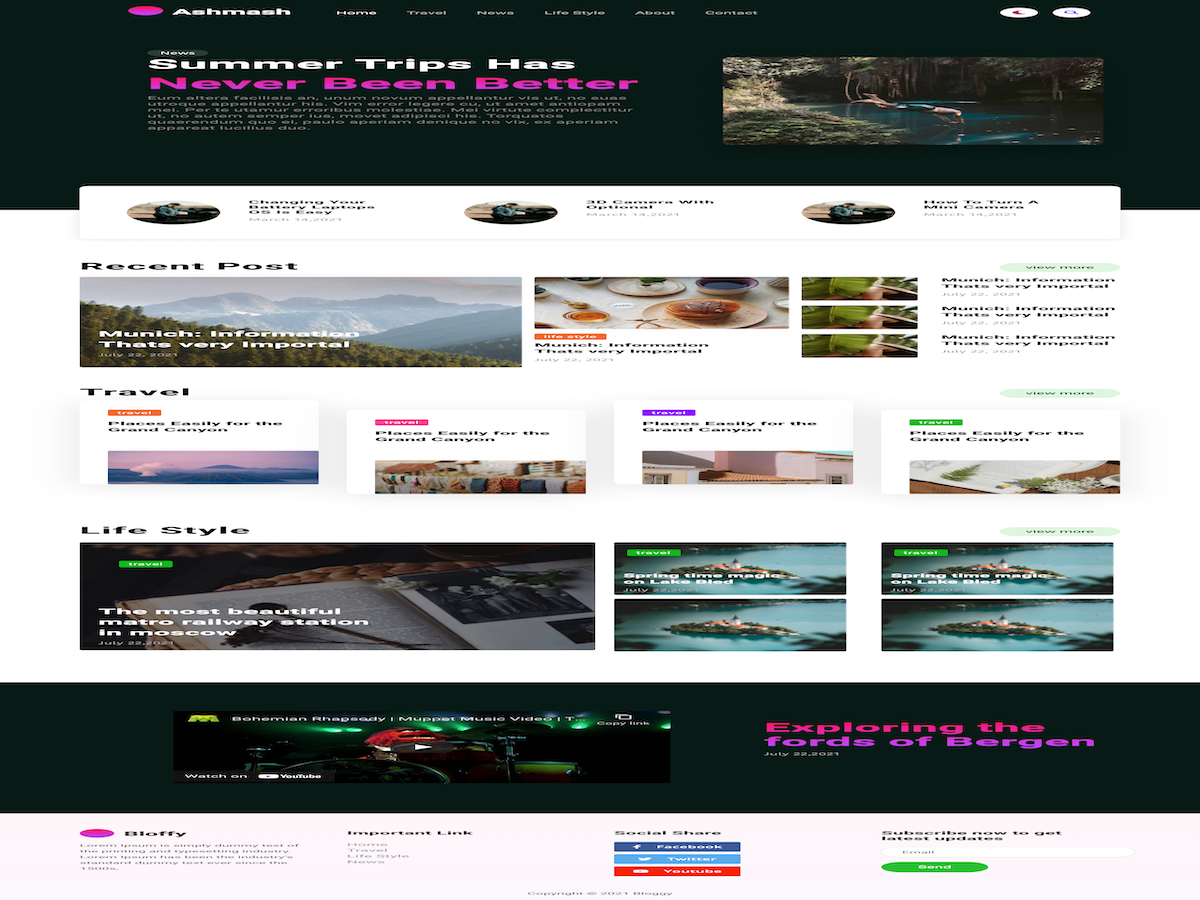 Ashmash
Home Travel News Life Style About Contact
News
Summer Trips Has
Never Been Better
Eum altera facilisis an, unum novum appellantur vis ut, no suas
utroque appellantur his. Vim error legere cu, ut amet antiopam
mei. Per te utamur erroribus molestiae. Mei virtute complectitur
ut, no autem semper ius, movet adipisci his. Torquatos
quaerendum quo ei, paulo aperiam denique no vix, ex aperiam
appareat lucilius duo.
Changing Your
Battery Laptops
OS Is Easy
March 14,2021
3D Camera With
Optional
March 14,2021
How To Turn A
Mini Camera
March 14,2021
Recent Post
view more
Munich: Information
Thats very Importal
July 22, 2021
life style
Munich: Information
Thats very Importal
July 22, 2021
Munich: Information
Thats very Importal
July 22, 2021
Munich: Information
Thats very Importal
July 22, 2021
Munich: Information
Thats very Importal
July 22, 2021
Travel
view more
travel
Places Easily for the
Grand Canyon
travel
Places Easily for the
Grand Canyon
travel
Places Easily for the
Grand Canyon
travel
Places Easily for the
Grand Canyon
Life Style
view more
travel
The most beautiful
matro railway station
in moscow
July 22,2021
travel
Spring time magic
on Lake Bled
July 22,2021
travel
Spring time magic
on Lake Bled
July 22,2021
Bohemian Rhapsody | Muppet Music Video | T...
Copy link
Watch on YouTube
Exploring the
fords of Bergen
July 22,2021
Bloffy
Lorem Ipsum is simply dummy text of
the printing and typesetting industry.
Lorem Ipsum has been the industry's
standard dummy text ever since the
1500s,
Important Link
Home
Travel
Life Style
News
Social Share
Facebook
Twitter
Youtube
Subscribe now to get
latest updates
Email
Send
Copyright © 2021 Bloggy